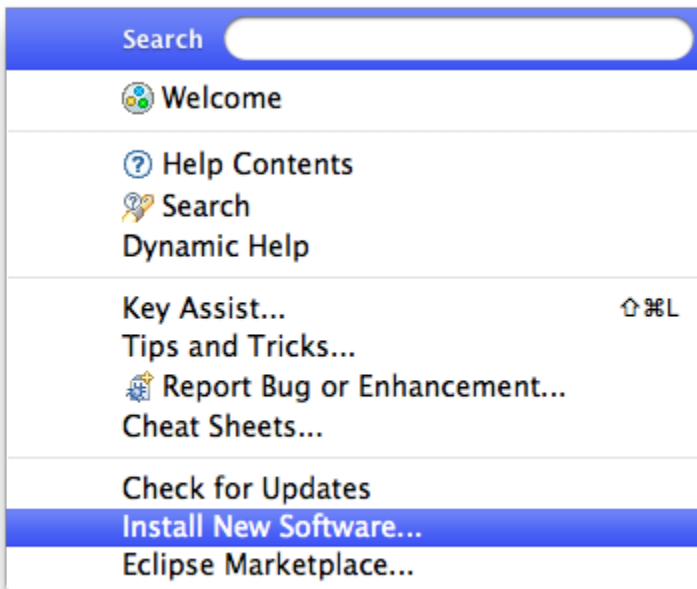 Search
Welcome
Help Contents
Search
Dynamic Help
Key Assist... ⇧⌘L
Tips and Tricks...
Report Bug or Enhancement...
Cheat Sheets...
Check for Updates
Install New Software...
Eclipse Marketplace...